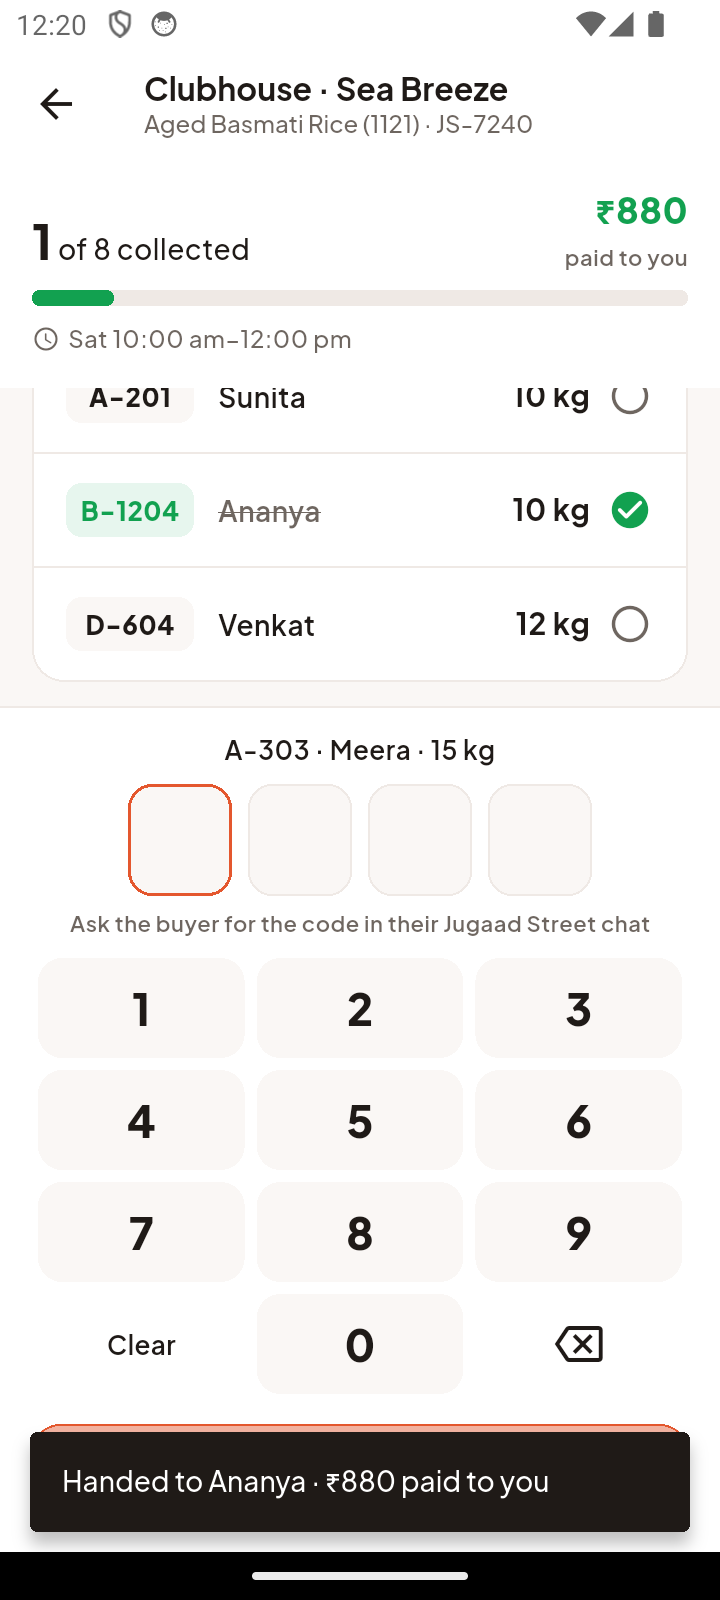 12:20
Clubhouse · Sea Breeze
Aged Basmati Rice (1121) · JS-7240
₹880
1 of 8 collected
paid to you
Sat 10:00 am–12:00 pm
A-201 Sunita 10 kg
B-1204 Ananya 10 kg
D-604 Venkat 12 kg
A-303 · Meera · 15 kg
Ask the buyer for the code in their Jugaad Street chat
1 2 3
4 5 6
7 8 9
Clear 0
Handed to Ananya · ₹880 paid to you